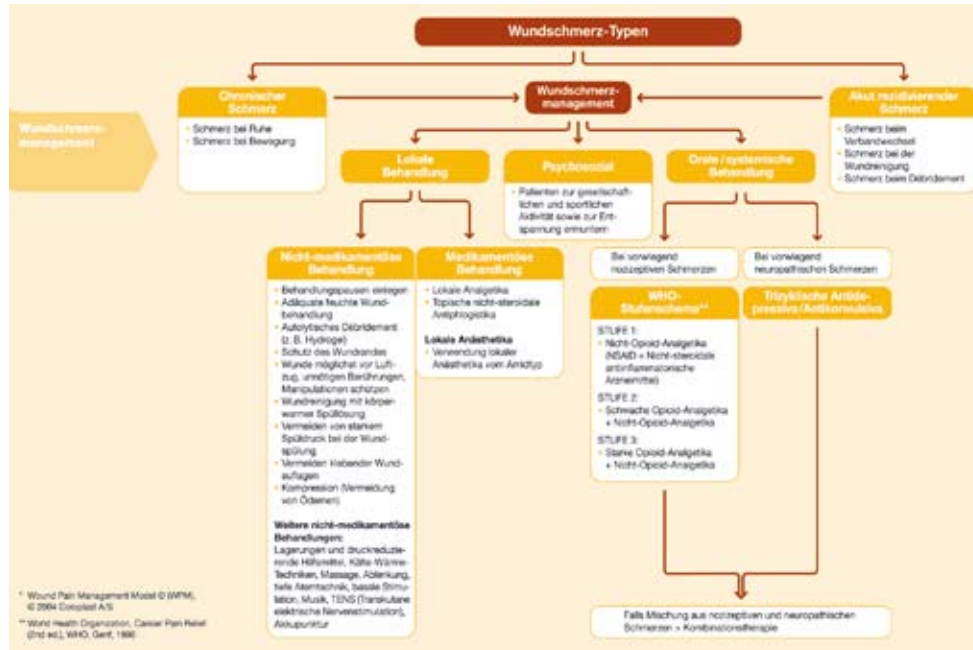 Wundschmerz-Typen
Wundschmerz-
management
Chronischer
Schmerz
• Schmerz bei Ruhe
• Schmerz bei Bewegung
Wundschmerz-
management
Akut rezidivierender
Schmerz
• Schmerz beim
Verbandwechsel
• Schmerz bei der
Wundreinigung
• Schmerz beim Débridement
Lokale
Behandlung
Psychosozial
• Patienten zur gesellschaft-
lichen und sportlichen
Aktivität sowie zur Ent-
spannung ermuntern
Orale/systemische
Behandlung
Nicht-medikamentöse
Behandlung
• Behandlungspausen einlegen
• Adäquate feuchte Wund-
behandlung
• Autolytisches Débridement
(z. B. Hydrogel)
• Schutz des Wundrandes
• Wunde möglichst vor Luft-
zug, unnötigen Berührungen,
Manipulationen schützen
• Wundreinigung mit körper-
warmer Spüllösung
• Vermeiden von starkem
Spüldruck bei der Wund-
spülung
• Vermeiden klebender Wund-
auflagen
• Kompression (Vermeidung
von Ödemen)
Weitere nicht-medikamentöse
Behandlungen:
Lagerungen und druckreduzie-
rende Hilfsmittel, Kälte-Wärme-
Techniken, Massage, Ablenkung,
tiefe Atemtechnik, basale Stimu-
lation, Musik, TENS (Transkutane
elektrische Nervenstimulation),
Akkupunktur
Medikamentöse
Behandlung
• Lokale Analgetika
• Topische nicht-steroidale
Antiphlogistika
Lokale Anästhetika
• Verwendung lokaler
Anästhetika vom Amidtyp
Bei vorwiegend
nozizeptiven Schmerzen
WHO-
Stufenschema**
STUFE 1:
• Nicht-Opioid-Analgetika
(NSAID = Nicht-steroidale
antiinflammatorische
Arzneimittel)
STUFE 2:
• Schwache Opioid-Analgetika
+ Nicht-Opioid-Analgetika
STUFE 3:
• Starke Opioid-Analgetika
+ Nicht-Opioid-Analgetika
Bei vorwiegend
neuropathischen Schmerzen
Trizyklische Antide-
pressiva/Antikonvulsiva
Falls Mischung aus nozizeptiven und neuropathischen
Schmerzen = Kombinationstherapie
* Wound Pain Management Model © (WPM),
© 2004 Coloplast A/S
** World Health Organization, Cancer Pain Relief
(2nd ed.), WHO, Genf, 1996